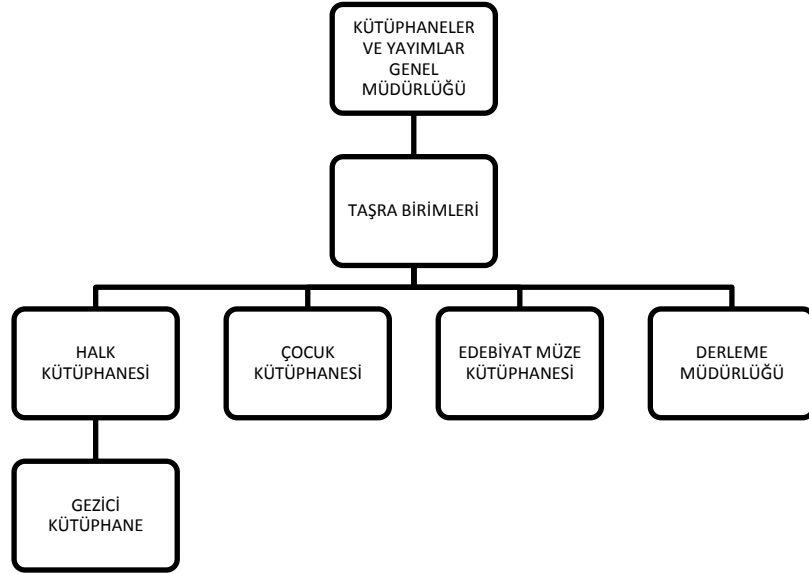 KÜTÜPHANELER
VE YAYIMLAR
GENEL
MÜDÜRLÜĞÜ
TAŞRA BİRİMLERİ
HALK
KÜTÜPHANESİ
ÇOCUK
KÜTÜPHANESİ
EDEBİYAT MÜZE
KÜTÜPHANESİ
DERLEME
MÜDÜRLÜĞÜ
GEZİCİ
KÜTÜPHANE